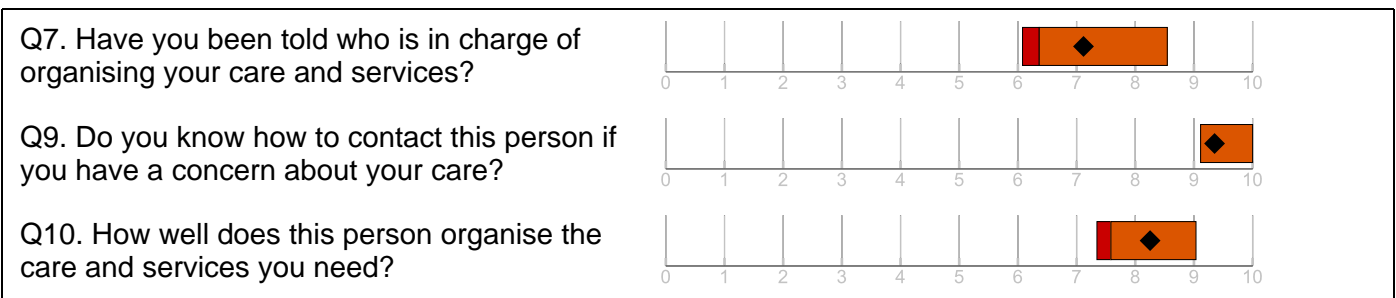 Q7. Have you been told who is in charge of
organising your care and services?
0 1 2 3 4 5 6 7 8 9 10
Q9. Do you know how to contact this person if
you have a concern about your care?
0 1 2 3 4 5 6 7 8 9 10
Q10. How well does this person organise the
care and services you need?
0 1 2 3 4 5 6 7 8 9 10